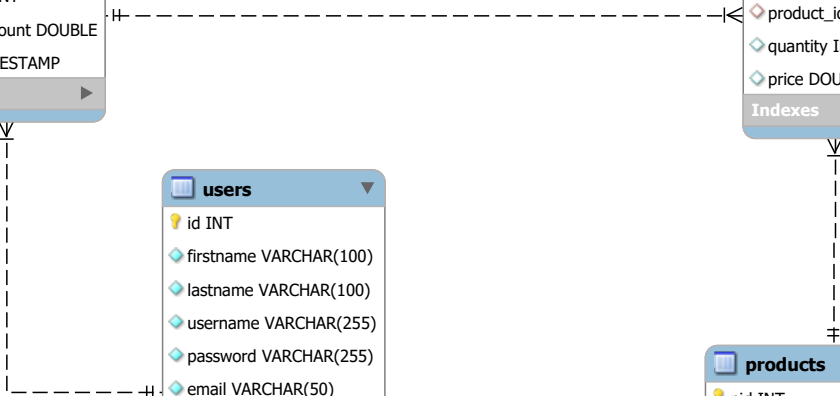 ount DOUBLE
ESTAMP
product_id
quantity I
price DOU
Indexes
users
id INT
firstname VARCHAR(100)
lastname VARCHAR(100)
username VARCHAR(255)
password VARCHAR(255)
email VARCHAR(50)
products